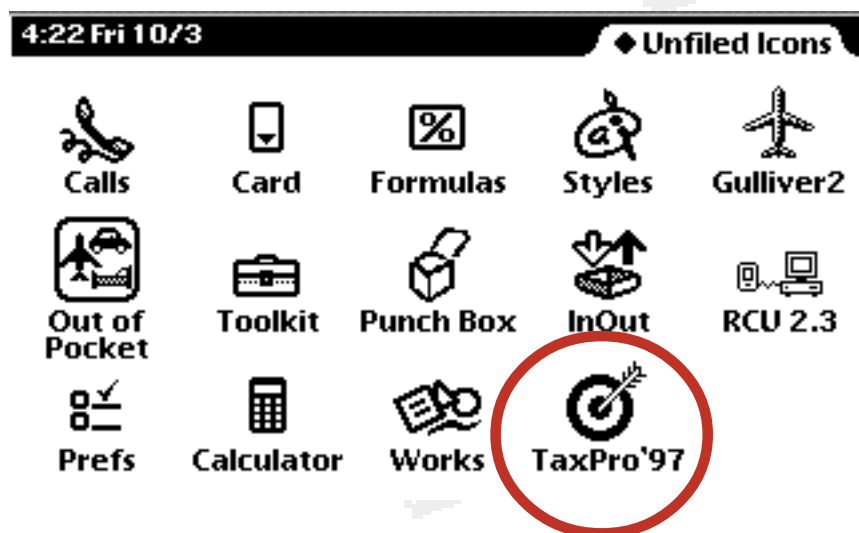 4:22 Fri 10/3
◆Unfiled Icons
Calls Card Formulas Styles Gulliver2
Out of Pocket Toolkit Punch Box InOut RCU 2.3
Prefs Calculator Works TaxPro'97